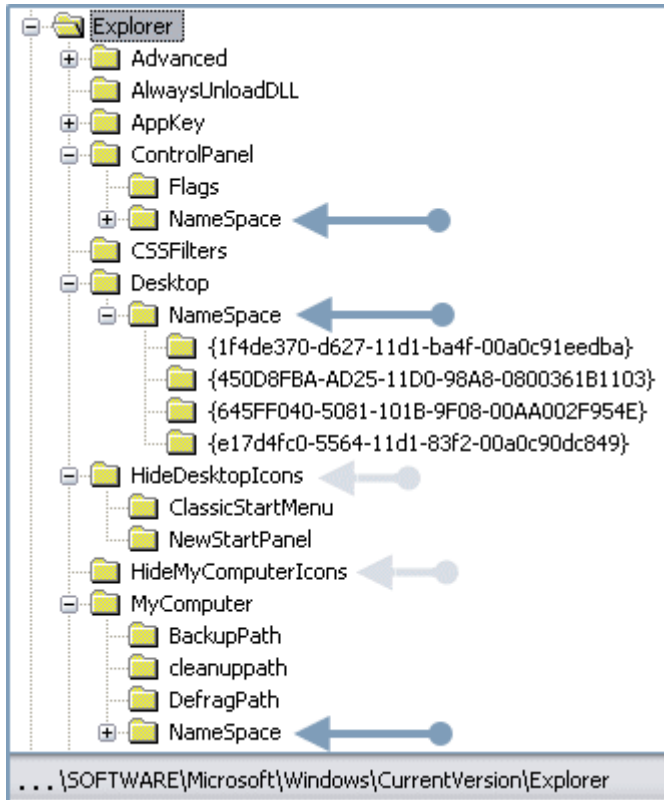 Explorer
Advanced
AlwaysUnloadDLL
AppKey
ControlPanel
Flags
NameSpace
CSSFilters
Desktop
NameSpace
{1f4de370-d627-11d1-ba4f-00a0c91eedba}
{450D8FBA-AD25-11D0-98A8-0800361B1103}
{645FF040-5081-101B-9F08-00AA002F954E}
{e17d4fc0-5564-11d1-83f2-00a0c90dc849}
HideDesktopIcons
ClassicStartMenu
NewStartPanel
HideMyComputerIcons
MyComputer
BackupPath
cleanuppath
DefragPath
NameSpace
. . . \SOFTWARE\Microsoft\Windows\CurrentVersion\Explorer